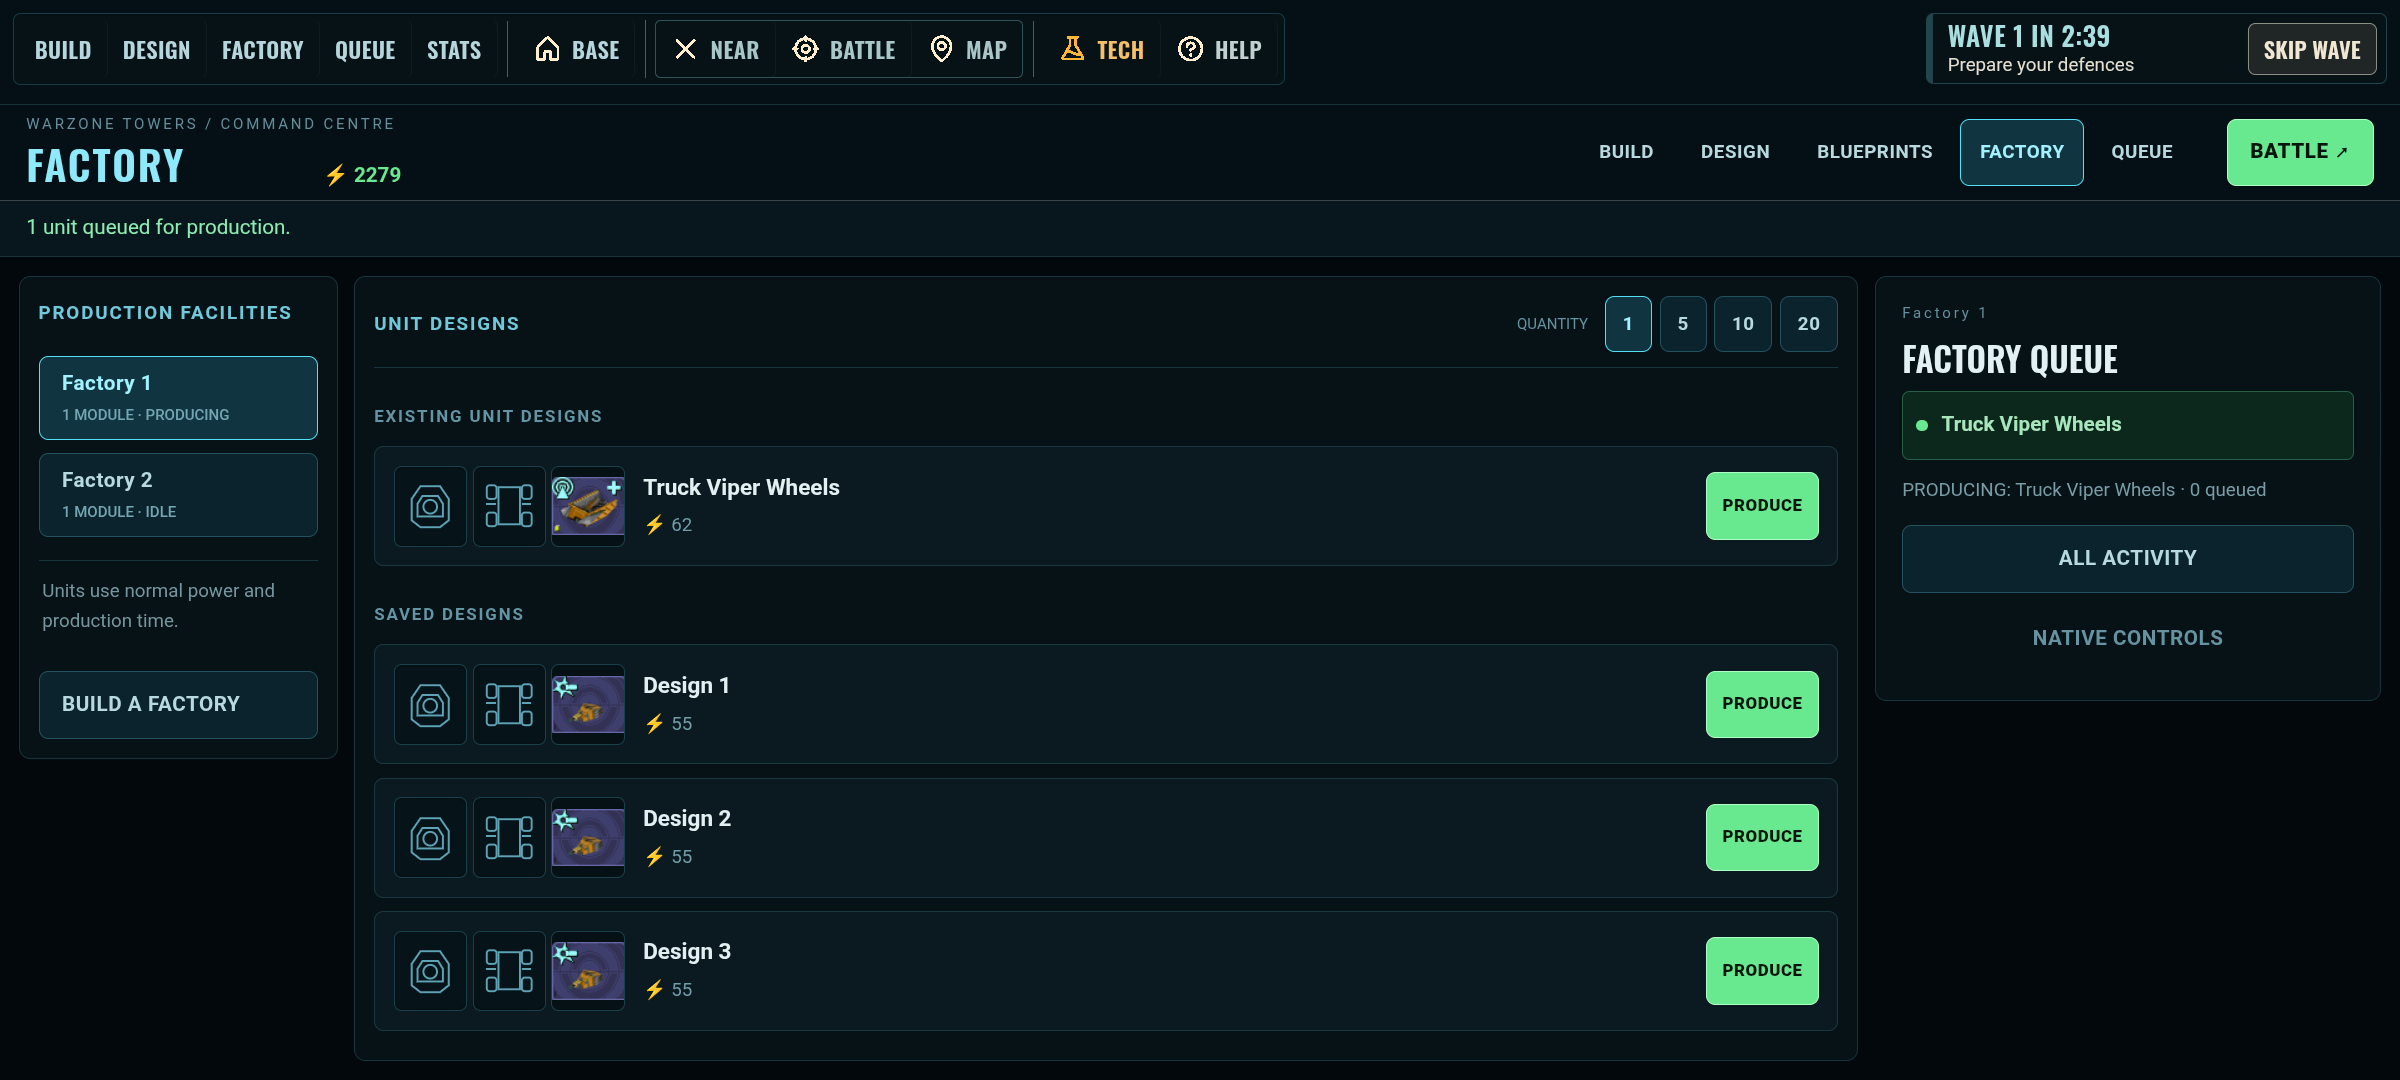 BUILD DESIGN FACTORY QUEUE STATS BASE NEAR BATTLE MAP TECH HELP
WAVE 1 IN 2:39
Prepare your defences
SKIP WAVE
WARZONE TOWERS / COMMAND CENTRE
FACTORY
⚡ 2279
BUILD DESIGN BLUEPRINTS FACTORY QUEUE BATTLE ↗
1 unit queued for production.
PRODUCTION FACILITIES
Factory 1
1 MODULE · PRODUCING
Factory 2
1 MODULE · IDLE
Units use normal power and
production time.
BUILD A FACTORY
UNIT DESIGNS
QUANTITY 1 5 10 20
EXISTING UNIT DESIGNS
Truck Viper Wheels
⚡ 62
PRODUCE
SAVED DESIGNS
Design 1
⚡ 55
PRODUCE
Design 2
⚡ 55
PRODUCE
Design 3
⚡ 55
PRODUCE
Factory 1
FACTORY QUEUE
Truck Viper Wheels
PRODUCING: Truck Viper Wheels · 0 queued
ALL ACTIVITY
NATIVE CONTROLS